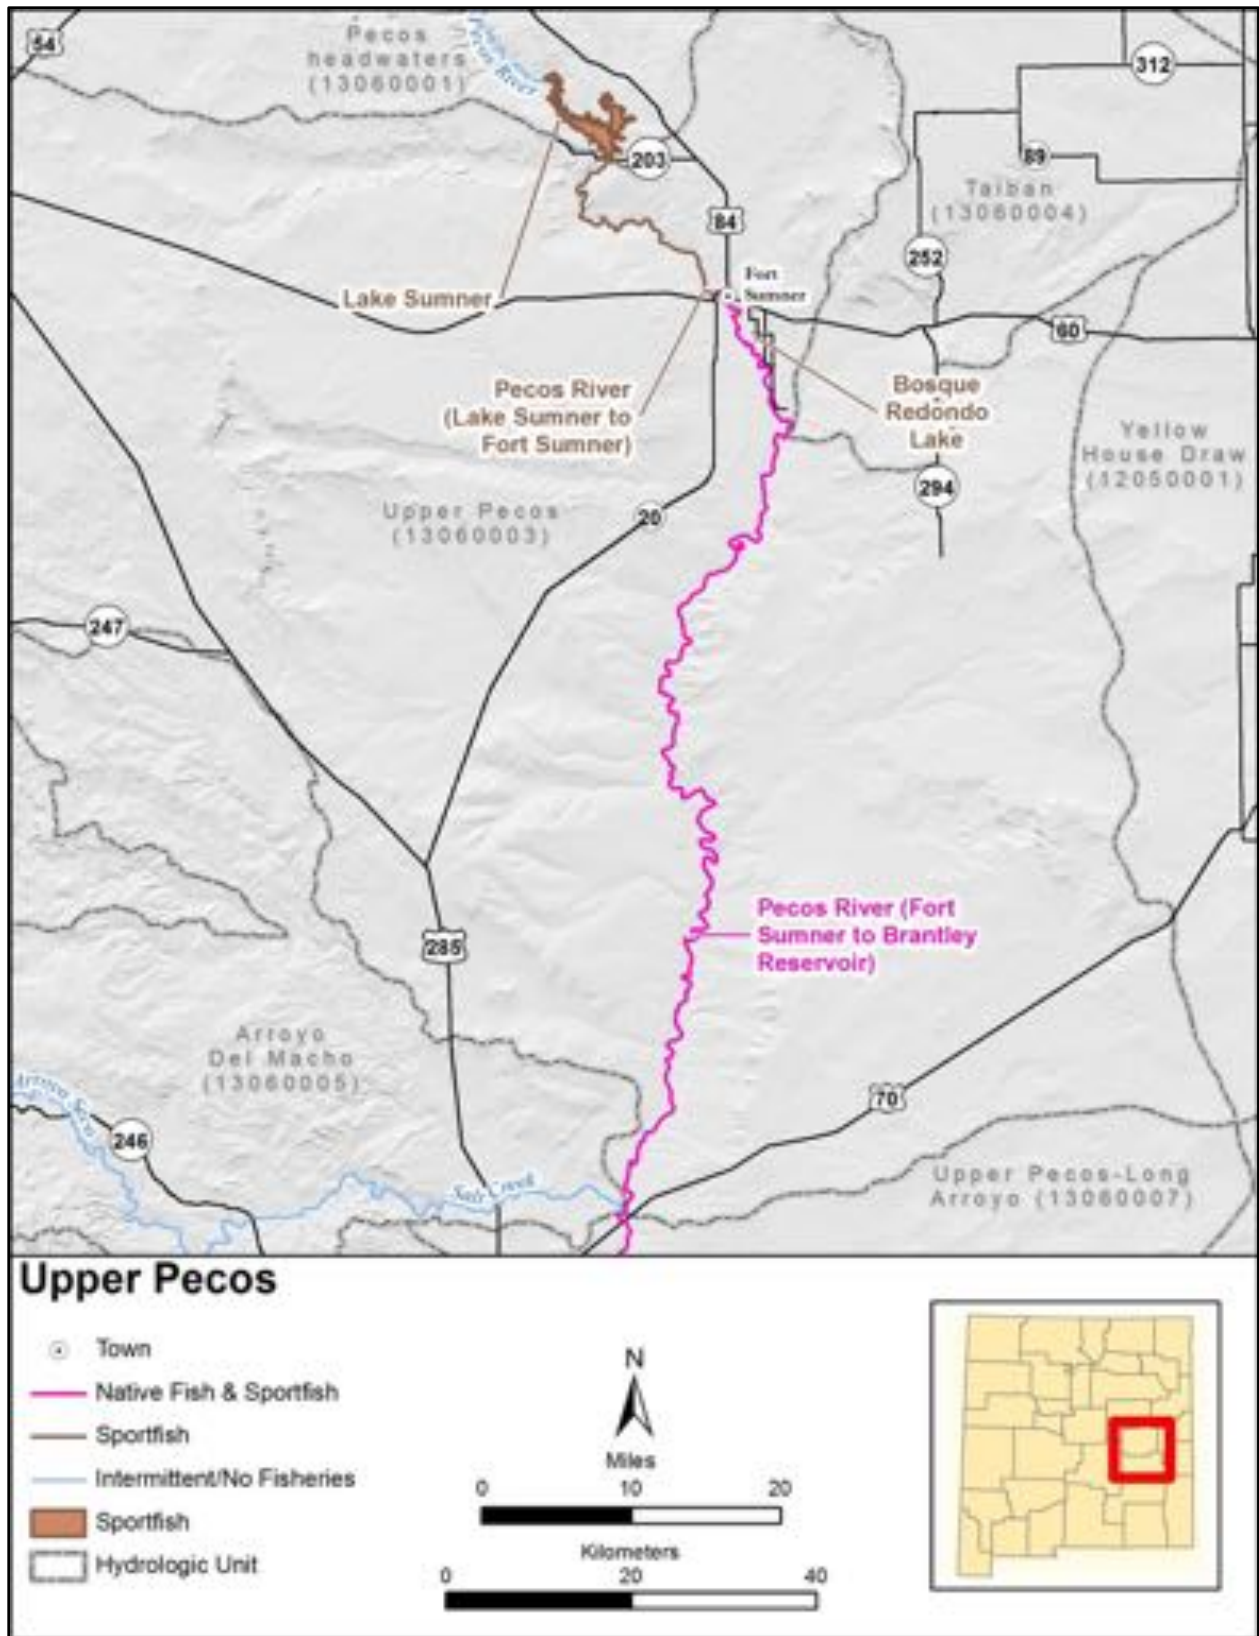 54
Pecos
headwaters
(13060001)
Pecos River
312
203
89
Taiban
(13060004)
84
252
Fort
Sumner
Lake Sumner
60
Pecos River
(Lake Sumner to
Fort Sumner)
Bosque
Redondo
Lake
Yellow
House Draw
(12050001)
294
Upper Pecos
(13060003)
20
247
Pecos River (Fort
Sumner to Brantley
Reservoir)
285
Arroyo
Del Macho
(13060005)
Arroyo Seco
246
70
Salt Creek
Upper Pecos-Long
Arroyo (13060007)
Upper Pecos
Town
Native Fish & Sportfish
Sportfish
Intermittent/No Fisheries
Sportfish
Hydrologic Unit
N
Miles
0 10 20
Kilometers
0 20 40